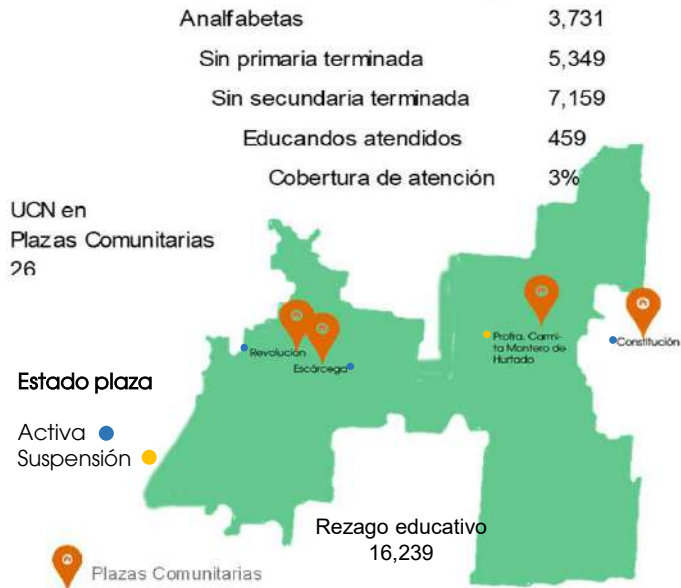 Analfabetas 3,731
Sin primaria terminada 5,349
Sin secundaria terminada 7,159
Educandos atendidos 459
Cobertura de atención 3%
UCN en
Plazas Comunitarias
26
Revolución
Escárcega
Profra. Carmi-
ta Montero de
Hurtado
Constitución
Estado plaza
Activa
Suspensión
Rezago educativo
16,239
Plazas Comunitarias